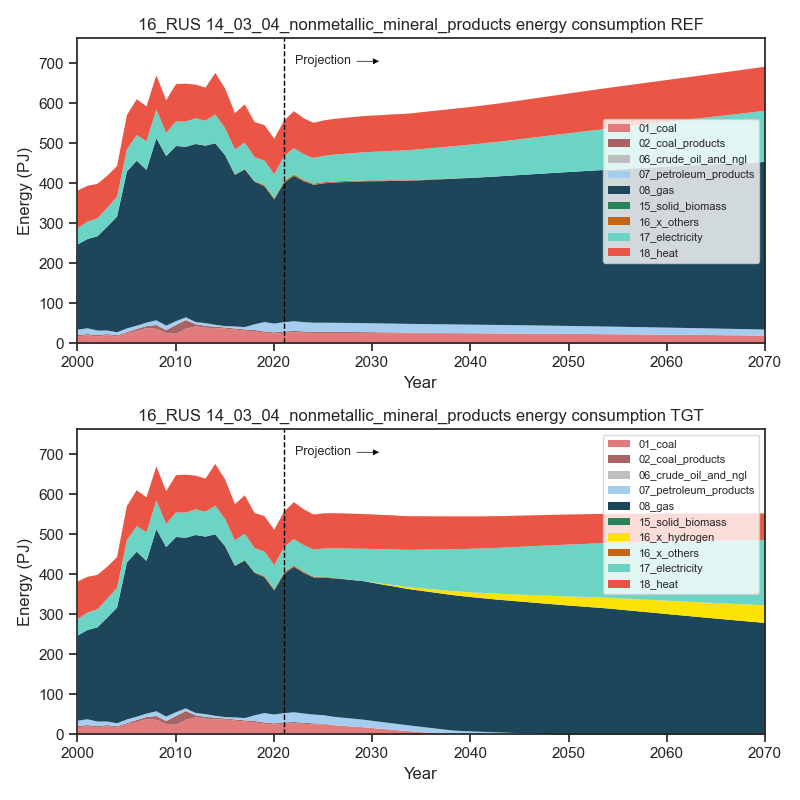 16_RUS 14_03_04_nonmetallic_mineral_products energy consumption REF
Energy (PJ)
700
600
500
400
300
200
100
0
Projection
01_coal
02_coal_products
06_crude_oil_and_ngl
07_petroleum_products
08_gas
15_solid_biomass
16_x_others
17_electricity
18_heat
2000 2010 2020 2030 2040 2050 2060 2070
Year
16_RUS 14_03_04_nonmetallic_mineral_products energy consumption TGT
Energy (PJ)
700
600
500
400
300
200
100
0
Projection
01_coal
02_coal_products
06_crude_oil_and_ngl
07_petroleum_products
08_gas
15_solid_biomass
16_x_hydrogen
16_x_others
17_electricity
18_heat
2000 2010 2020 2030 2040 2050 2060 2070
Year